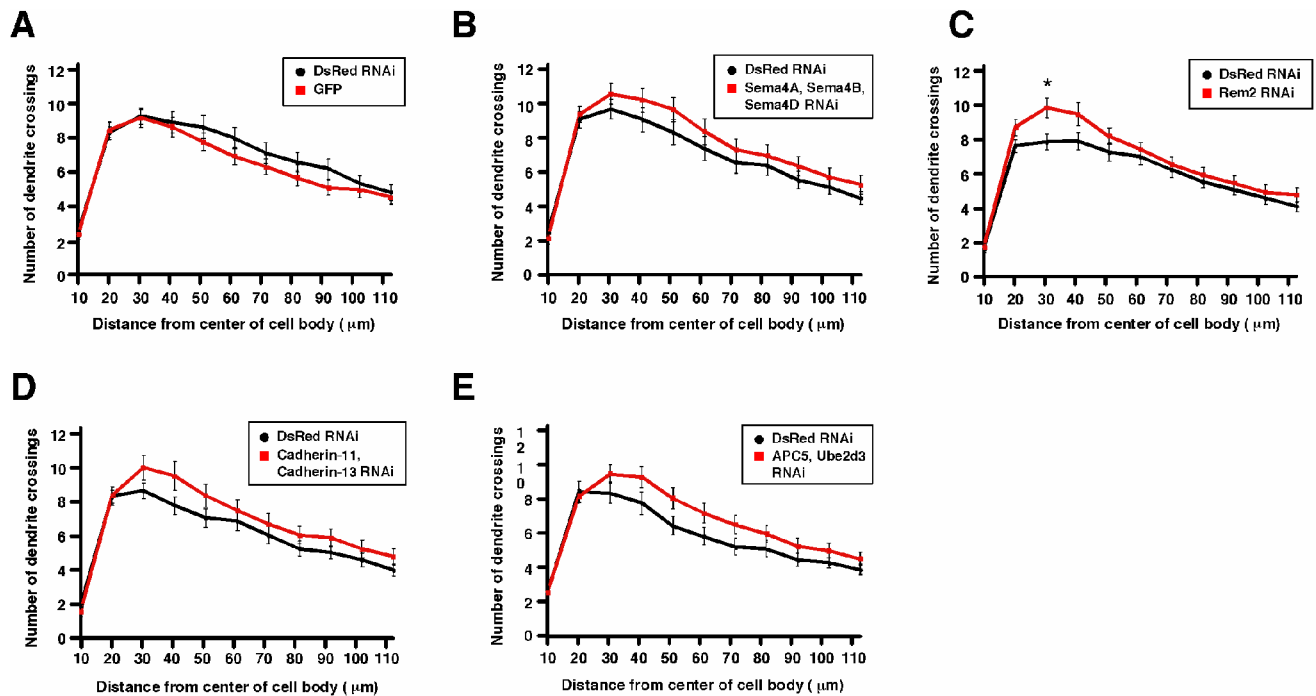 A
DsRed RNAi
GFP
Number of dendrite crossings
12
10
8
6
4
2
0
10 20 30 40 50 60 70 80 90 100 110
Distance from center of cell body ( μm)
B
DsRed RNAi
Sema4A, Sema4B,
Sema4D RNAi
Number of dendrite crossings
12
10
8
6
4
2
0
10 20 30 40 50 60 70 80 90 100 110
Distance from center of cell body ( μm)
C
DsRed RNAi
Rem2 RNAi
*
Number of dendrite crossings
12
10
8
6
4
2
0
10 20 30 40 50 60 70 80 90 100 110
Distance from center of cell body ( μm)
D
DsRed RNAi
Cadherin-11,
Cadherin-13 RNAi
Number of dendrite crossings
12
10
8
6
4
2
0
10 20 30 40 50 60 70 80 90 100 110
Distance from center of cell body ( μm)
E
DsRed RNAi
APC5, Ube2d3
RNAi
Number of dendrite crossings
1
2
1
0
8
6
4
2
0
10 20 30 40 50 60 70 80 90 100 110
Distance from center of cell body ( μm)